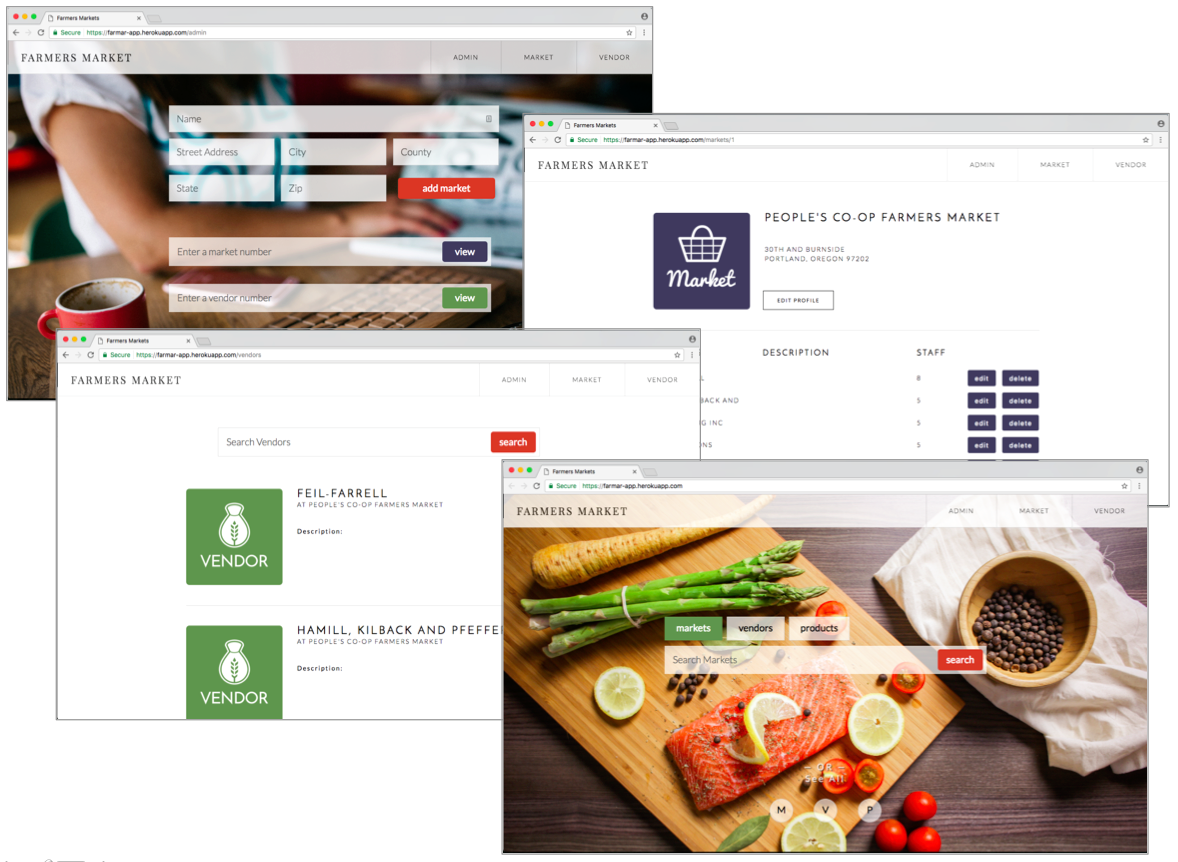 Farmers Markets
Secure https://farmar-app.herokuapp.com/admin
FARMERS MARKET ADMIN MARKET VENDOR
Name
Street Address City County
State Zip add market
Enter a market number view
Enter a vendor number view
Farmers Markets
Secure https://farmar-app.herokuapp.com/markets/1
FARMERS MARKET ADMIN MARKET VENDOR
PEOPLE'S CO-OP FARMERS MARKET
30TH AND BURNSIDE
PORTLAND, OREGON 97202
Market
EDIT PROFILE
DESCRIPTION STAFF
8 edit delete
BACK AND 5 edit delete
G INC 5 edit delete
ONS 5 edit delete
Farmers Markets
Secure https://farmar-app.herokuapp.com/vendors
FARMERS MARKET ADMIN MARKET VENDOR
Search Vendors search
FEIL-FARRELL
AT PEOPLE'S CO-OP FARMERS MARKET
Description:
VENDOR
HAMILL, KILBACK AND PFEFFE
AT PEOPLE'S CO-OP FARMERS MARKET
Description:
VENDOR
Farmers Markets
Secure https://farmar-app.herokuapp.com
FARMERS MARKET ADMIN MARKET VENDOR
markets vendors products
Search Markets search
— OR —
See All
M V P